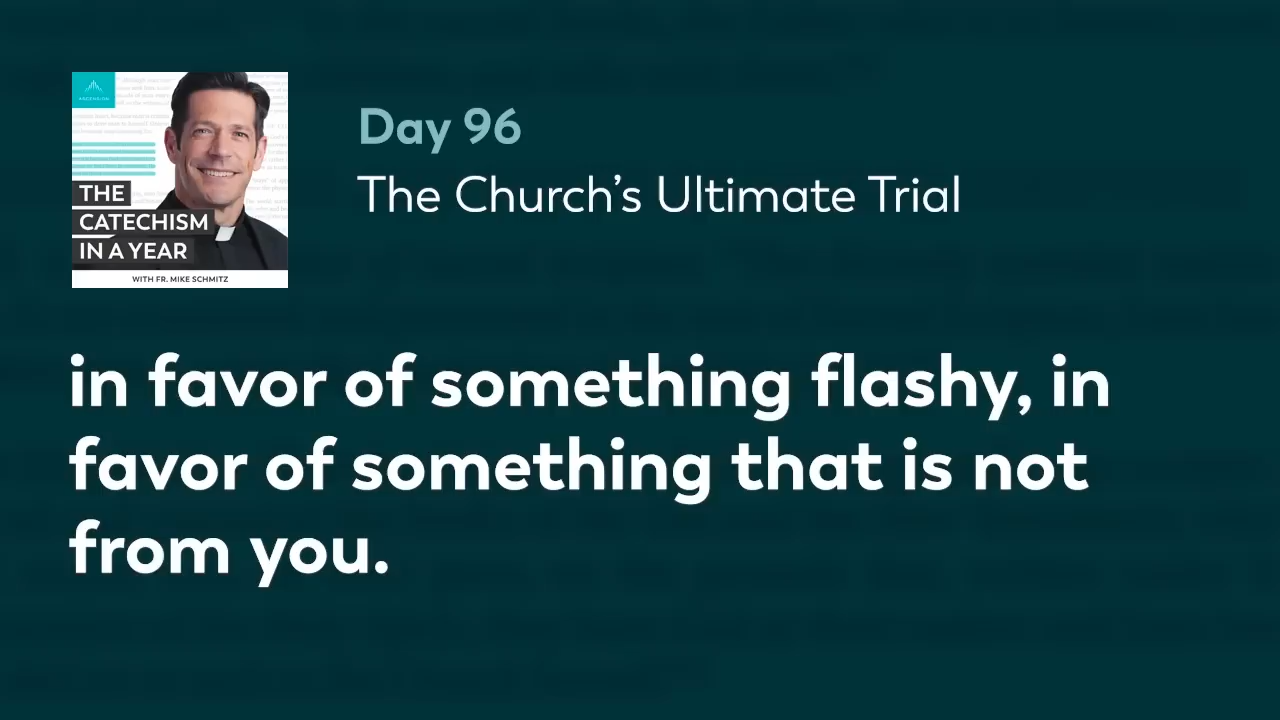 ASCENSION
THE
CATECHISM
IN A YEAR
WITH FR. MIKE SCHMITZ
Day 96
The Church’s Ultimate Trial
in favor of something flashy, in
favor of something that is not
from you.